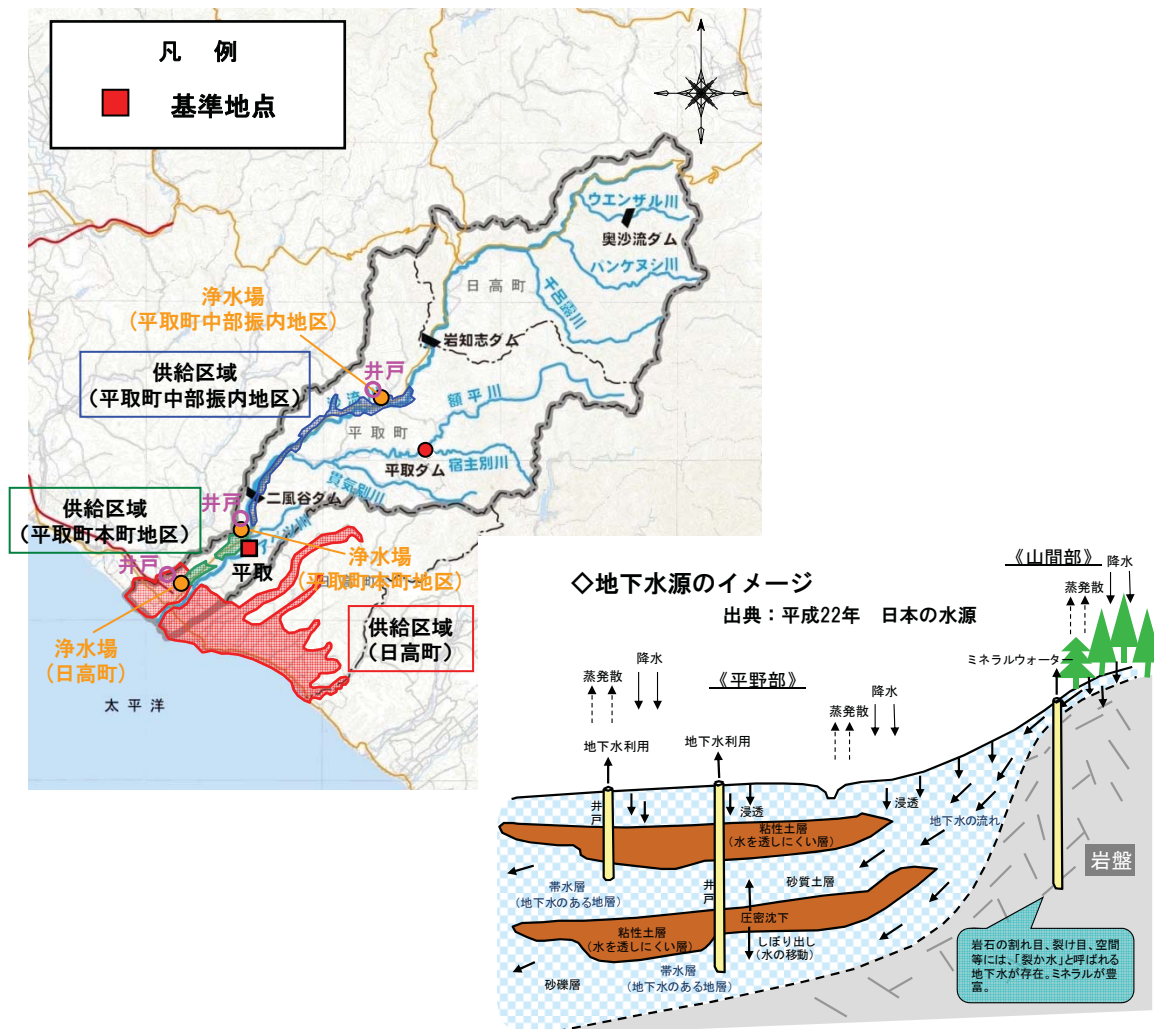 凡 例
基準地点
ウエンザル川
奥沙流ダム
パンケヌシ川
日高町
千呂露川
浄水場
(平取町中部振内地区)
岩知志ダム
供給区域
(平取町中部振内地区)
井戸
額平川
平取町
平取ダム
宿主別川
貫気別川
二風谷ダム
供給区域
(平取町本町地区)
井戸
井戸
平取
浄水場
(平取町本町地区)
供給区域
(日高町)
浄水場
(日高町)
太平洋
◇地下水源のイメージ
出典:平成22年 日本の水源
《山間部》
降水
蒸発散
ミネラルウォーター
《平野部》
降水
蒸発散
降水
蒸発散
地下水利用
地下水利用
井戸
浸透
浸透
地下水の流れ
粘性土層
(水を透しにくい層)
岩盤
井戸
砂質土層
帯水層
(地下水のある地層)
圧密沈下
粘性土層
(水を透しにくい層)
しぼり出し
(水の移動)
帯水層
(地下水のある地層)
砂礫層
岩石の割れ目、裂け目、空間
等には、「裂か水」と呼ばれる
地下水が存在。ミネラルが豊
富。